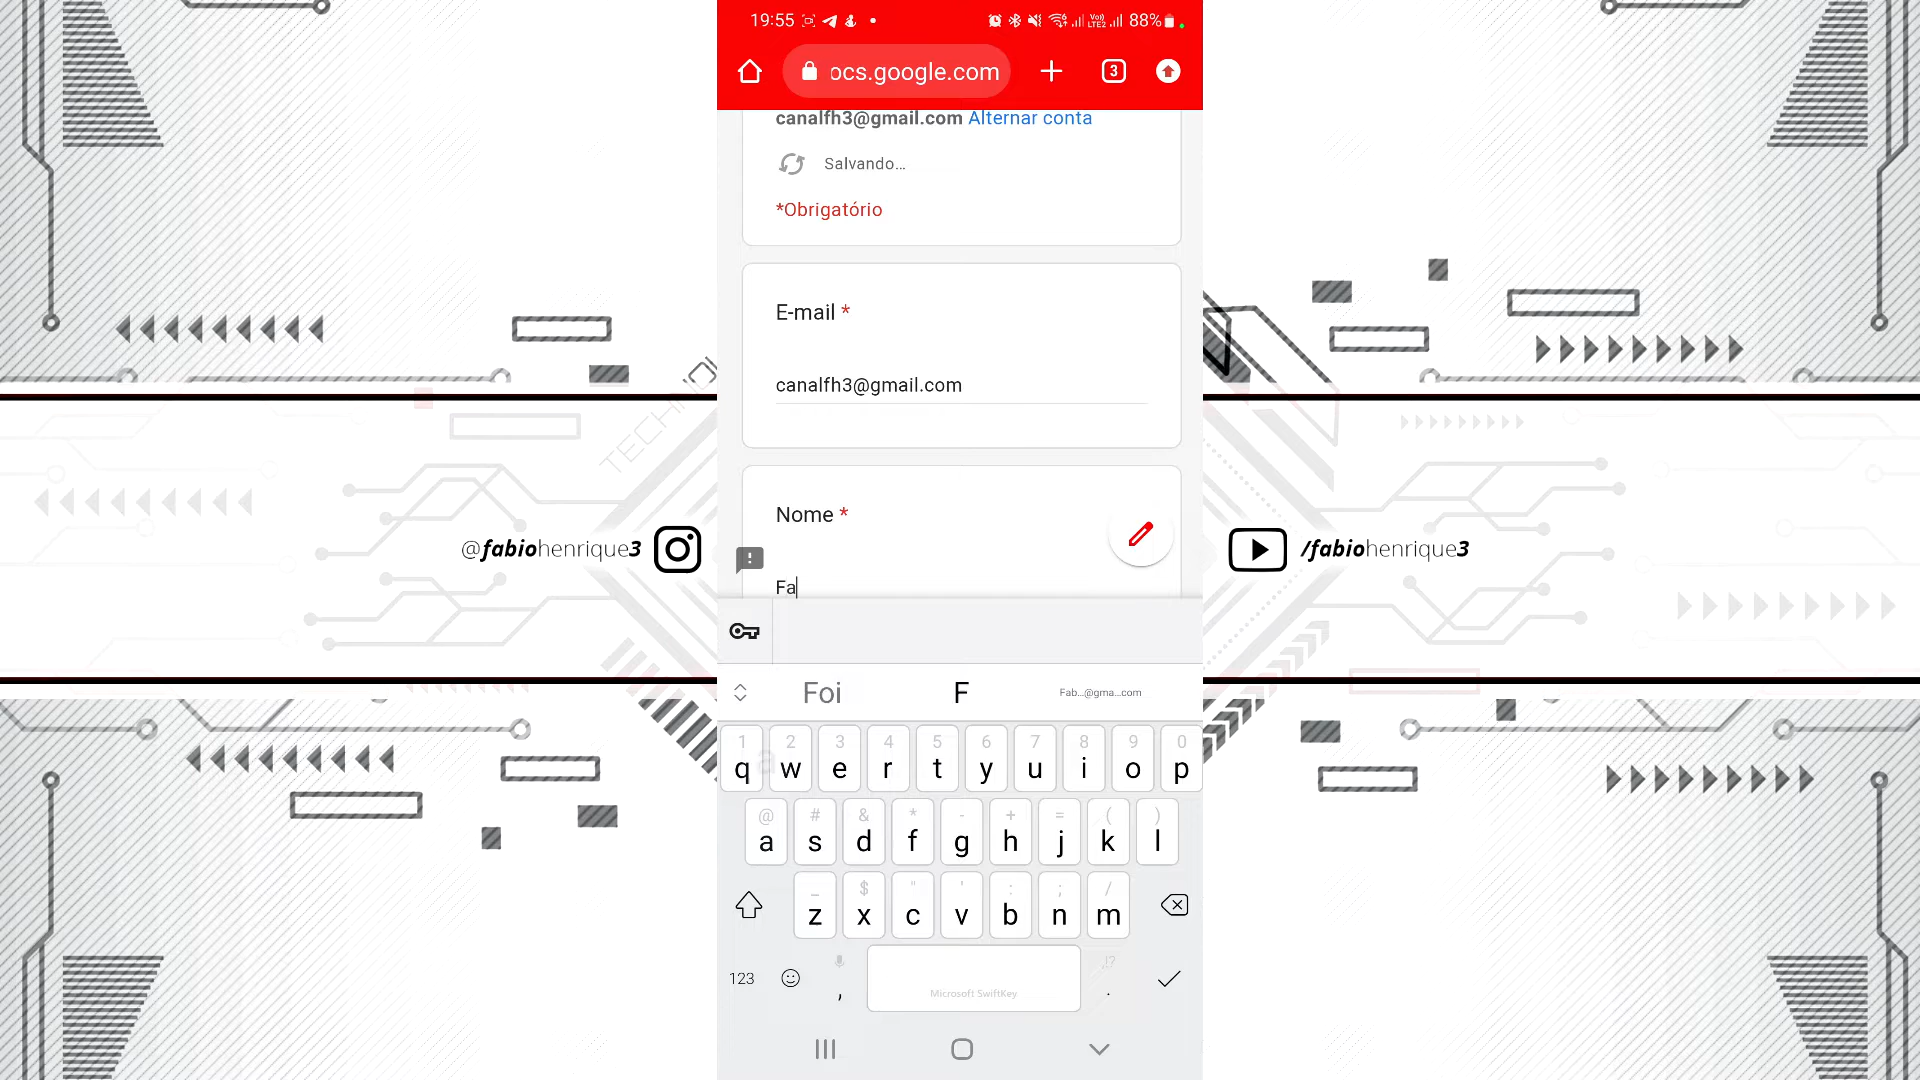 19:55 Vo)) LTE2 88%
ocs.google.com 3
canalfh3@gmail.com Alternar conta
Salvando…
*Obrigatório
E-mail *
canalfh3@gmail.com
Nome *
Fa
@fabiohenrique3
/fabiohenrique3
Foi F Fab...@gma...com
1 2 3 4 5 6 7 8 9 0
q w e r t y u i o p
@ # & * - + = ( )
a s d f g h j k l
_ $ " ' : ; /
z x c v b n m
123 , Microsoft SwiftKey ,!? .